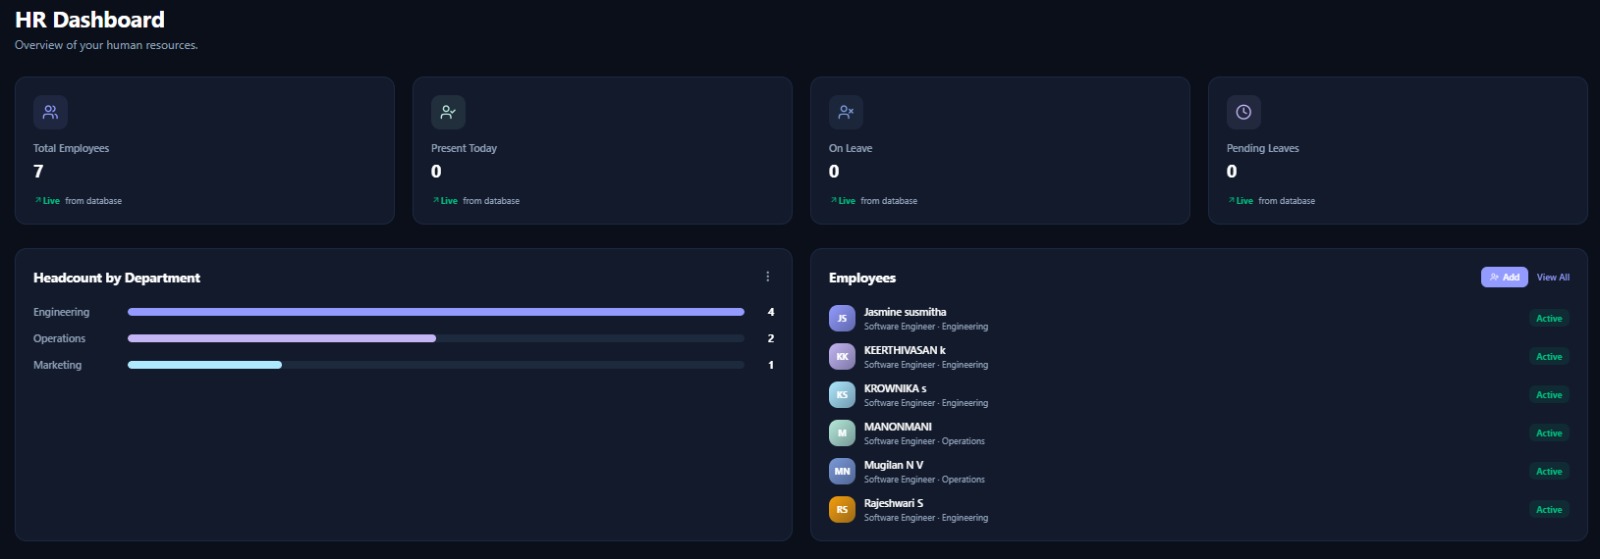 HR Dashboard
Overview of your human resources.
Total Employees
7
Live from database
Present Today
0
Live from database
On Leave
0
Live from database
Pending Leaves
0
Live from database
Headcount by Department
Engineering 4
Operations 2
Marketing 1
Employees Add View All
JS Jasmine susmitha Active
Software Engineer · Engineering
KK KEERTHIVASAN k Active
Software Engineer · Engineering
KS KROWNIKA s Active
Software Engineer · Engineering
M MANONMANI Active
Software Engineer · Operations
MN Mugilan N V Active
Software Engineer · Operations
RS Rajeshwari S Active
Software Engineer · Engineering